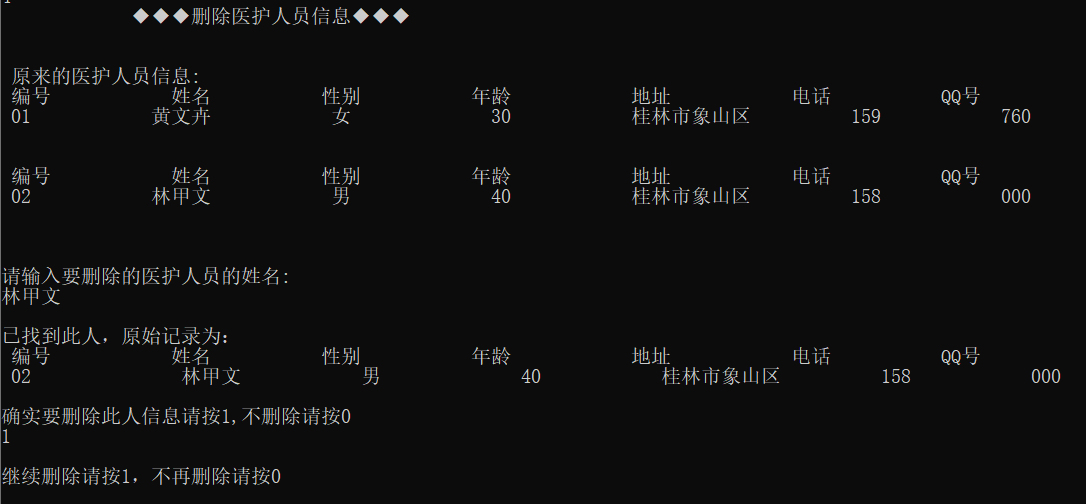 ◆◆◆删除医护人员信息◆◆◆
原来的医护人员信息:
编号 姓名 性别 年龄 地址 电话 QQ号
01 黄文卉 女 30 桂林市象山区 159 760
编号 姓名 性别 年龄 地址 电话 QQ号
02 林甲文 男 40 桂林市象山区 158 000
请输入要删除的医护人员的姓名:
林甲文
已找到此人，原始记录为：
编号 姓名 性别 年龄 地址 电话 QQ号
02 林甲文 男 40 桂林市象山区 158 000
确实要删除此人信息请按1,不删除请按0
1
继续删除请按1，不再删除请按0